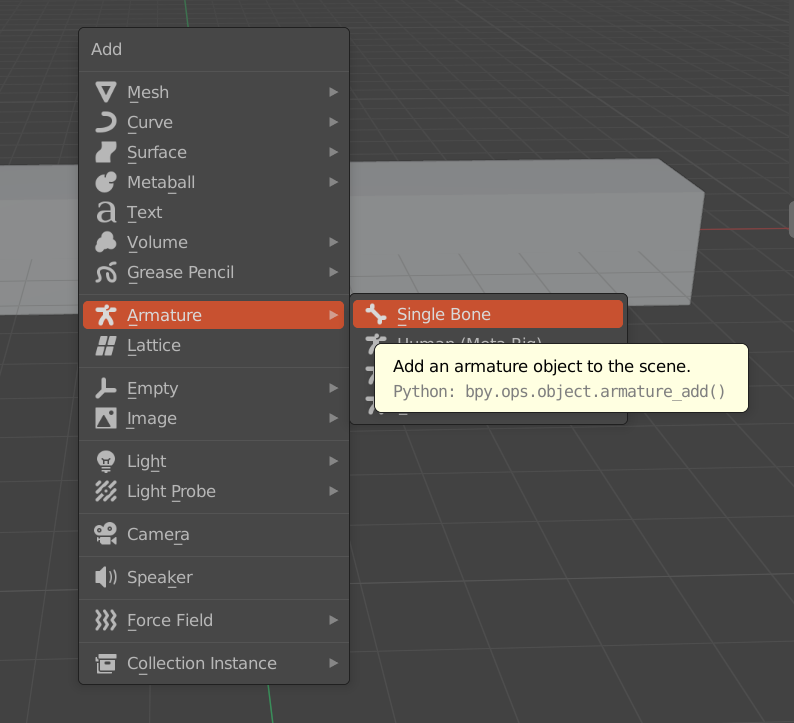 Add
Mesh
Curve
Surface
Metaball
Text
Volume
Grease Pencil
Armature
Lattice
Empty
Image
Light
Light Probe
Camera
Speaker
Force Field
Collection Instance
Single Bone
Human (Meta-Rig)
Add an armature object to the scene.
Python: bpy.ops.object.armature_add()